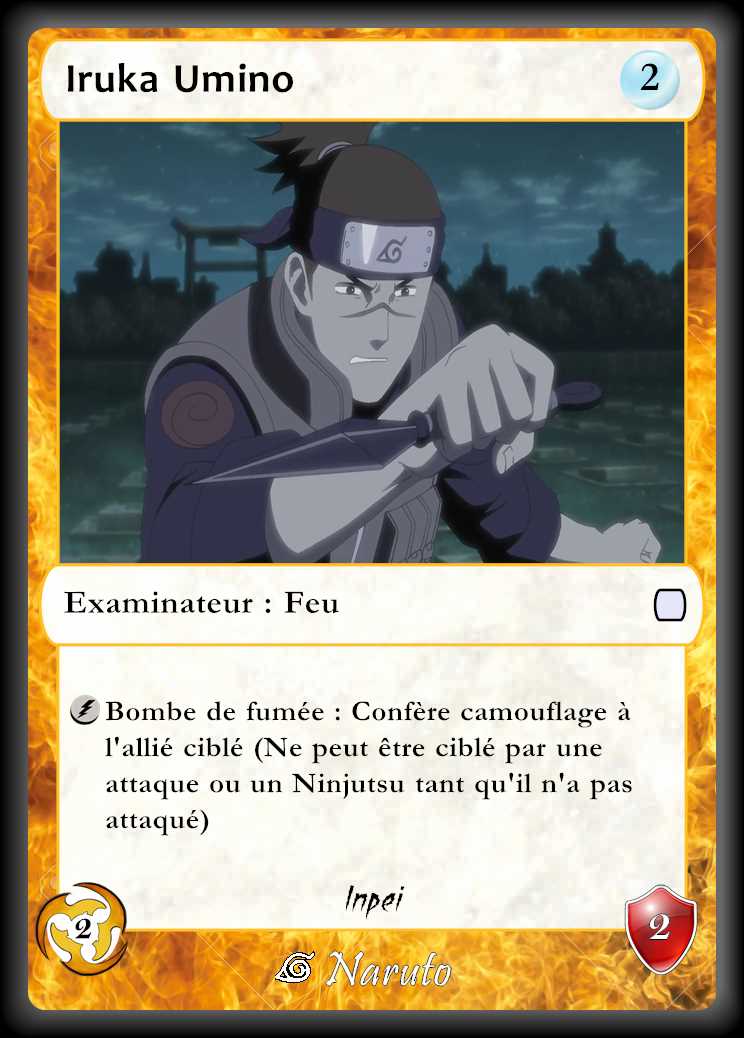 Iruka Umino
2
Examinateur : Feu
Bombe de fumée : Confère camouflage à
l'allié ciblé (Ne peut être ciblé par une
attaque ou un Ninjutsu tant qu'il n'a pas
attaqué)
Inpei
2
2
Naruto